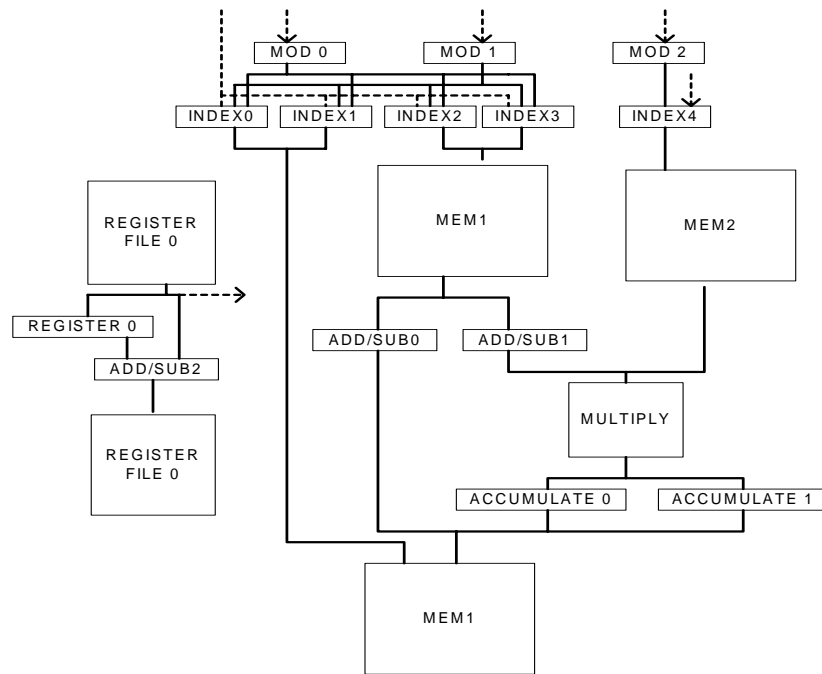 MOD 0
MOD 1
MOD 2
INDEX0
INDEX1
INDEX2
INDEX3
INDEX4
REGISTER
FILE 0
MEM1
MEM2
REGISTER 0
ADD/SUB0
ADD/SUB1
ADD/SUB2
REGISTER
FILE 0
MULTIPLY
ACCUMULATE 0
ACCUMULATE 1
MEM1